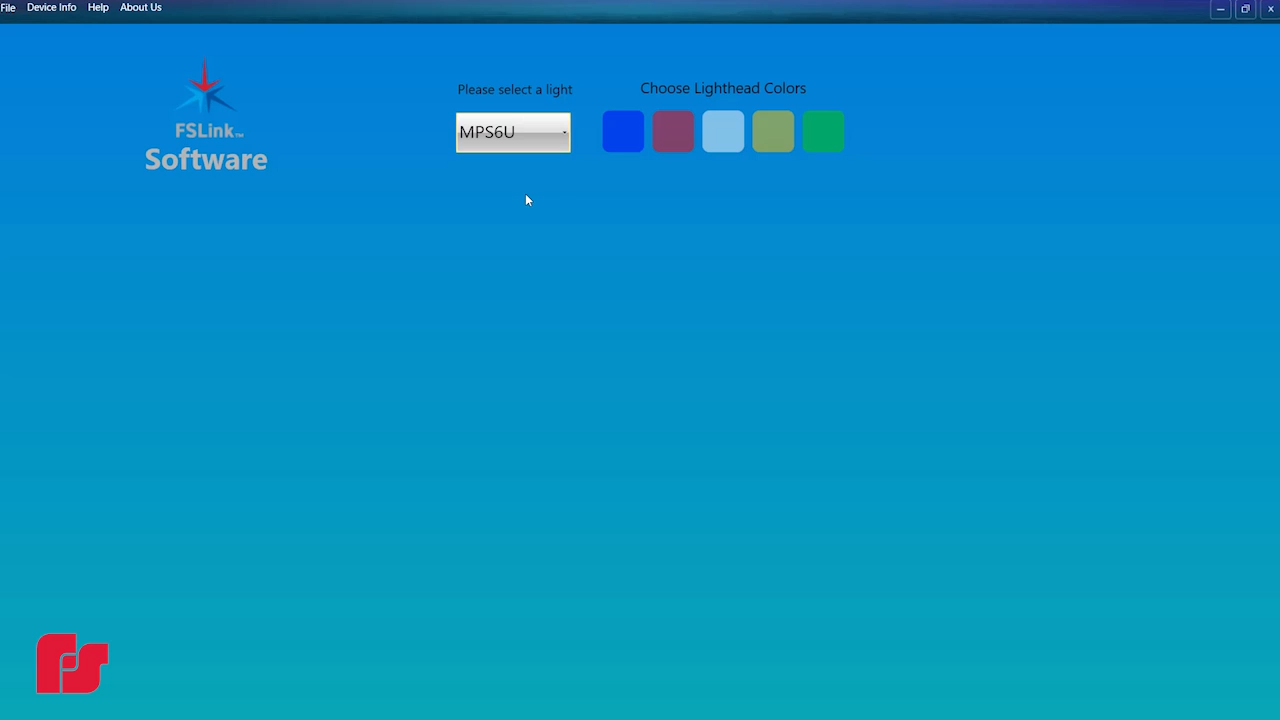 File Device Info Help About Us
FSLink™
Software
Please select a light
MPS6U
Choose Lighthead Colors